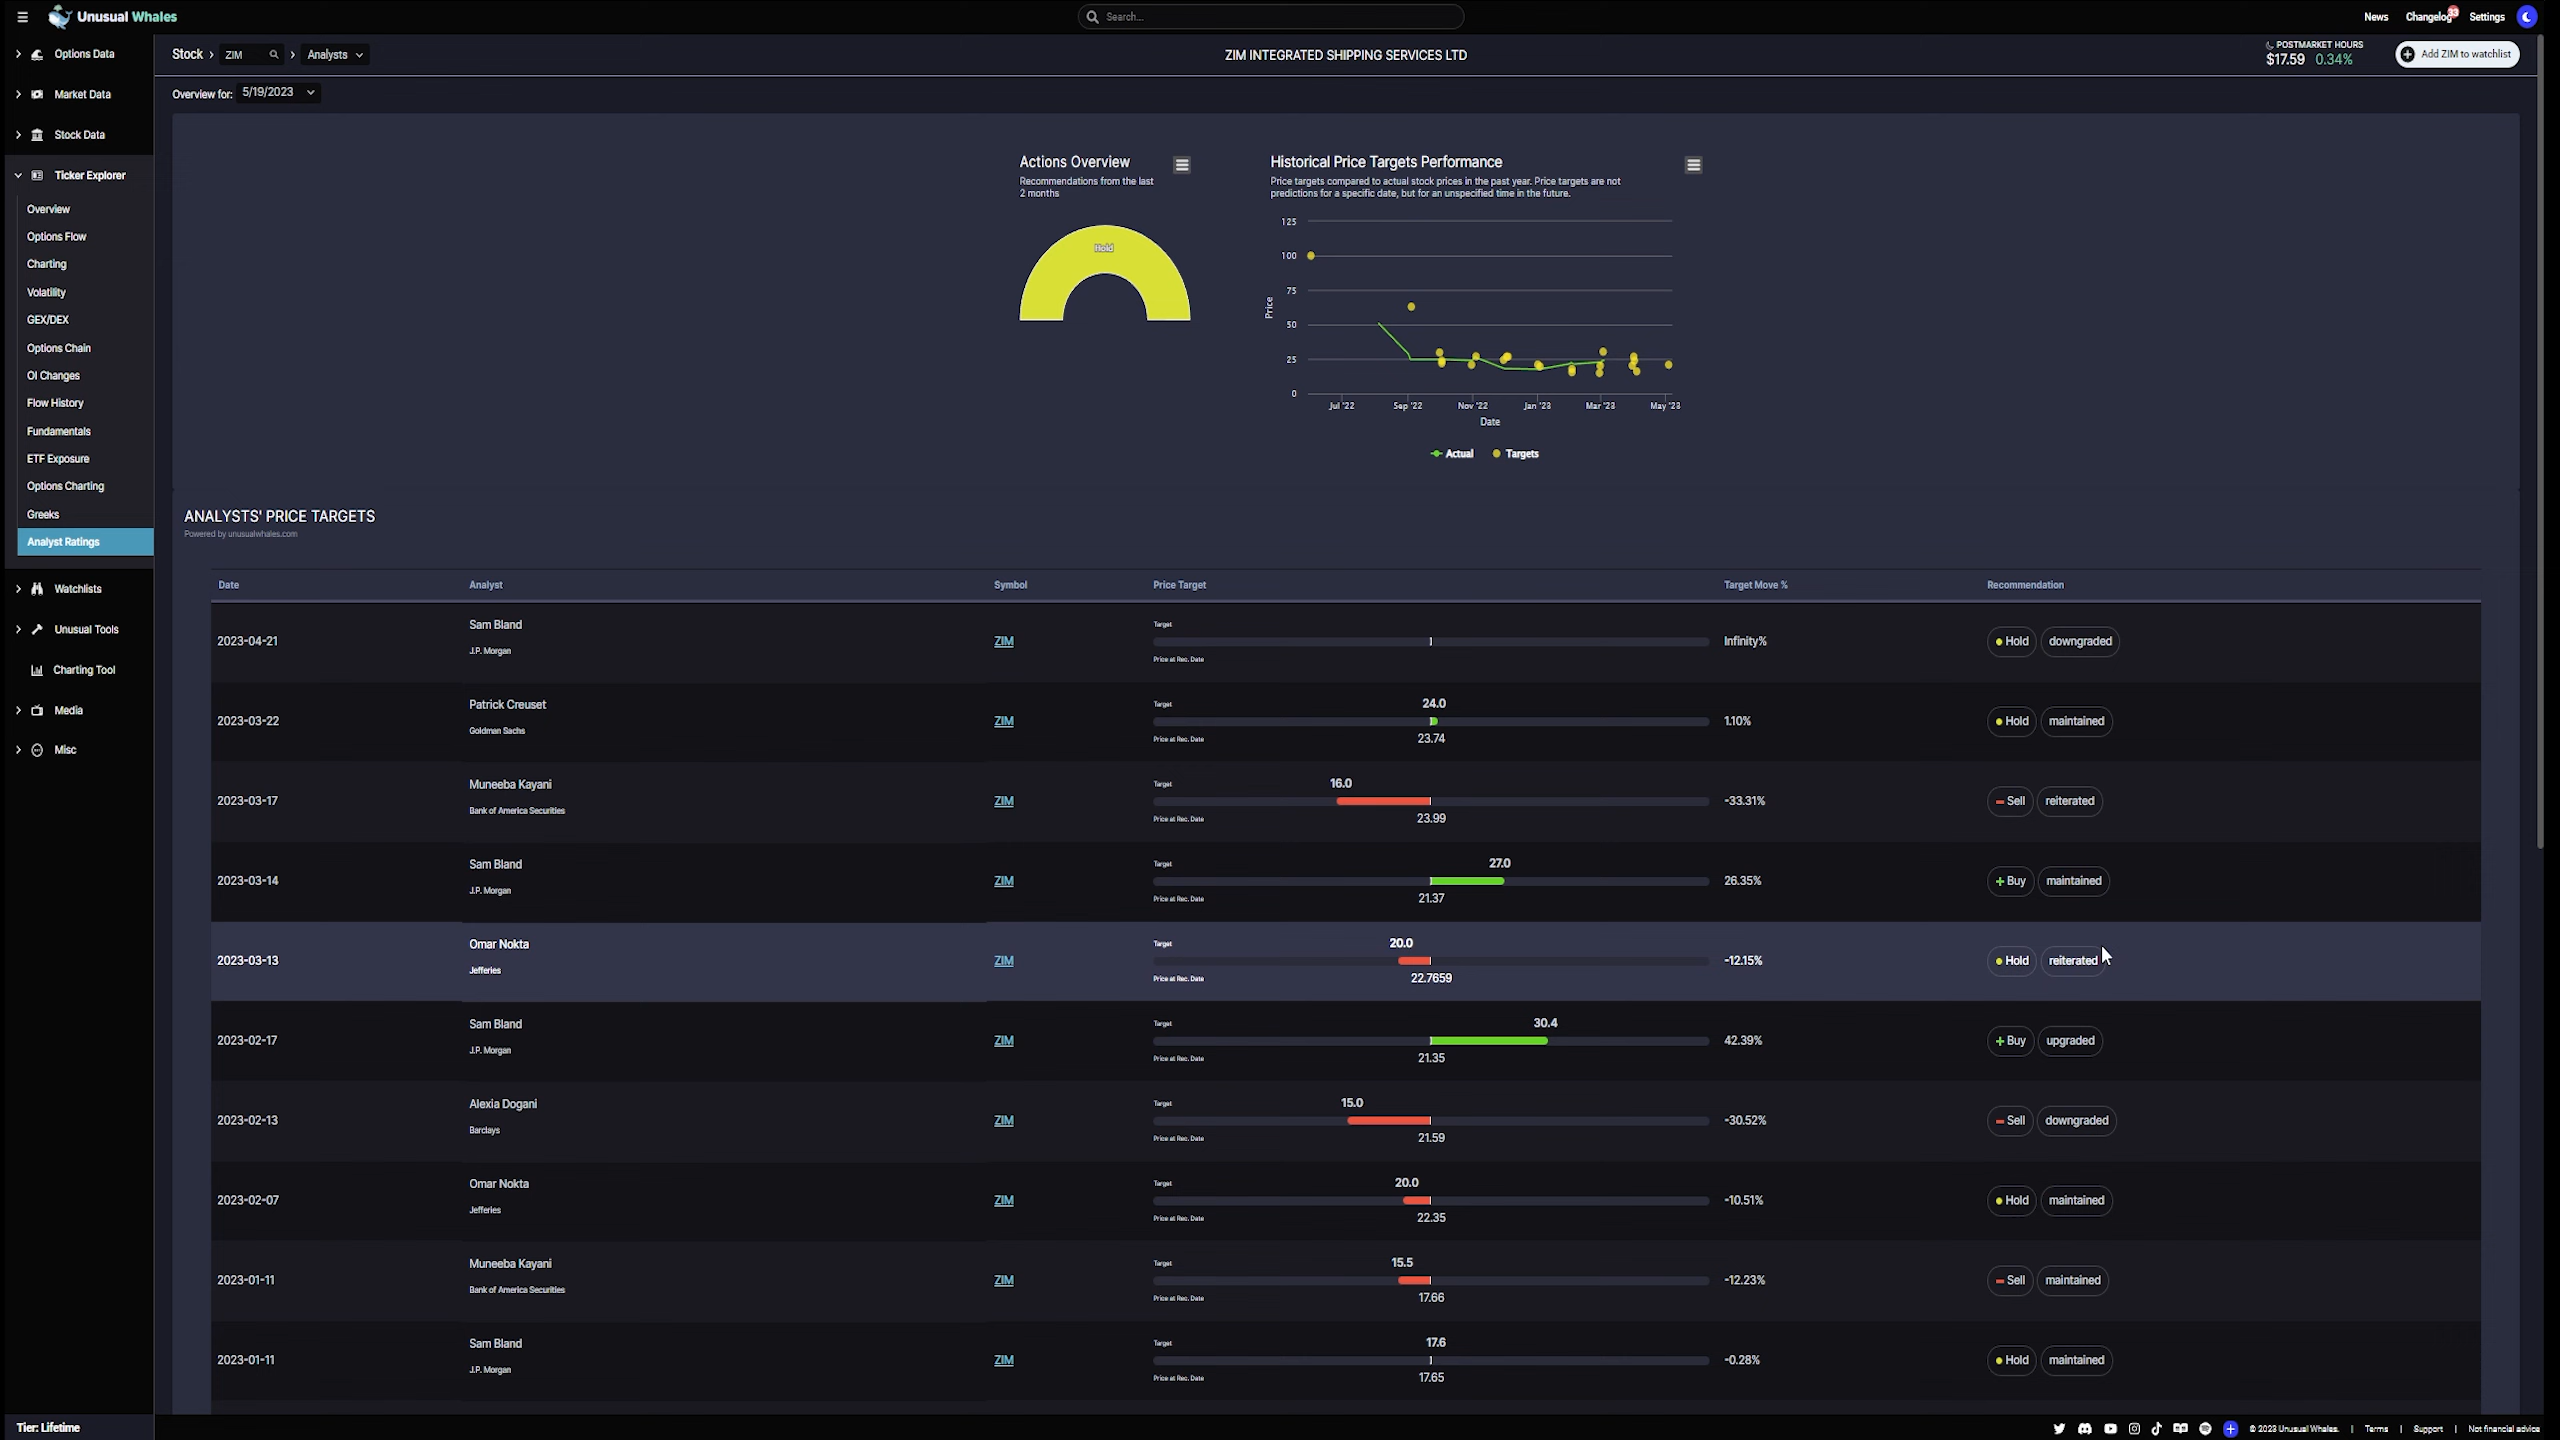 Unusual Whales
Search...
News
Changelog
33
Settings
Options Data
Market Data
Stock Data
Ticker Explorer
Overview
Options Flow
Charting
Volatility
GEX/DEX
Options Chain
OI Changes
Flow History
Fundamentals
ETF Exposure
Options Charting
Greeks
Analyst Ratings
Watchlists
Unusual Tools
Charting Tool
Media
Misc
Tier: Lifetime
Stock
ZIM
Analysts
ZIM INTEGRATED SHIPPING SERVICES LTD
POSTMARKET HOURS
$17.59 0.34%
Add ZIM to watchlist
Overview for: 5/19/2023
Actions Overview
Recommendations from the last
2 months
Hold
Historical Price Targets Performance
Price targets compared to actual stock prices in the past year. Price targets are not
predictions for a specific date, but for an unspecified time in the future.
125
100
75
50
25
0
Price
Jul '22 Sep '22 Nov '22 Jan '23 Mar '23 May '23
Date
Actual Targets
ANALYSTS' PRICE TARGETS
Powered by unusualwhales.com
Date Analyst Symbol Price Target Target Move % Recommendation
2023-04-21
Sam Bland
J.P. Morgan
ZIM
Target
Price at Rec. Date
Infinity%
Hold downgraded
2023-03-22
Patrick Creuset
Goldman Sachs
ZIM
Target 24.0
Price at Rec. Date 23.74
1.10%
Hold maintained
2023-03-17
Muneeba Kayani
Bank of America Securities
ZIM
Target 16.0
Price at Rec. Date 23.99
-33.31%
Sell reiterated
2023-03-14
Sam Bland
J.P. Morgan
ZIM
Target 27.0
Price at Rec. Date 21.37
26.35%
Buy maintained
2023-03-13
Omar Nokta
Jefferies
ZIM
Target 20.0
Price at Rec. Date 22.7659
-12.15%
Hold reiterated
2023-02-17
Sam Bland
J.P. Morgan
ZIM
Target 30.4
Price at Rec. Date 21.35
42.39%
Buy upgraded
2023-02-13
Alexia Dogani
Barclays
ZIM
Target 15.0
Price at Rec. Date 21.59
-30.52%
Sell downgraded
2023-02-07
Omar Nokta
Jefferies
ZIM
Target 20.0
Price at Rec. Date 22.35
-10.51%
Hold maintained
2023-01-11
Muneeba Kayani
Bank of America Securities
ZIM
Target 15.5
Price at Rec. Date 17.66
-12.23%
Sell maintained
2023-01-11
Sam Bland
J.P. Morgan
ZIM
Target 17.6
Price at Rec. Date 17.65
-0.28%
Hold maintained
© 2023 Unusual Whales. | Terms | Support | Not financial advice